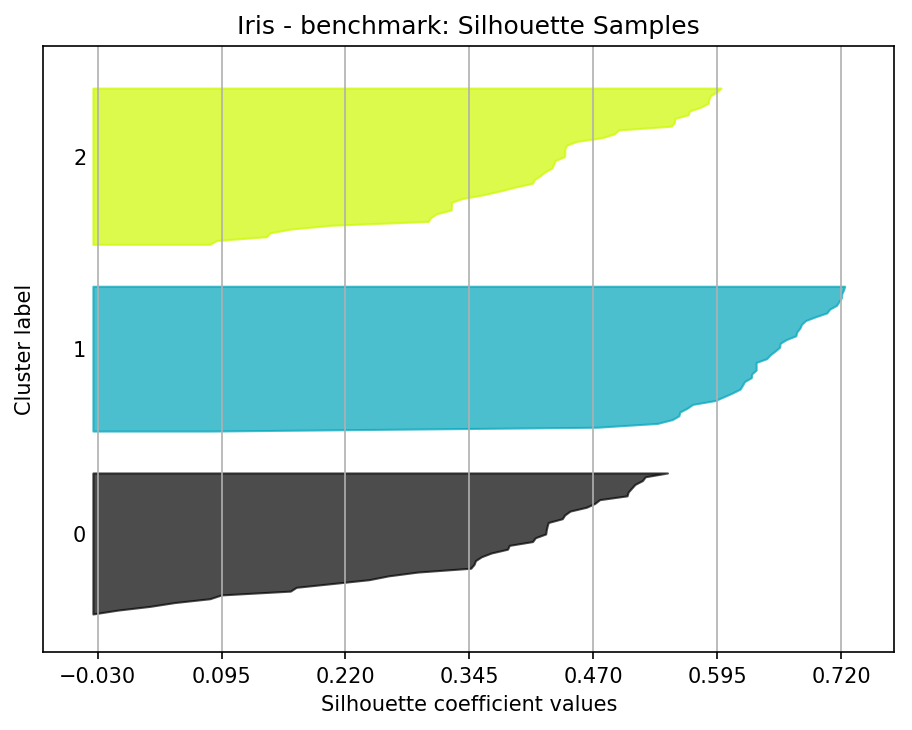 Iris - benchmark: Silhouette Samples
Cluster label
2
1
0
−0.030 0.095 0.220 0.345 0.470 0.595 0.720
Silhouette coefficient values